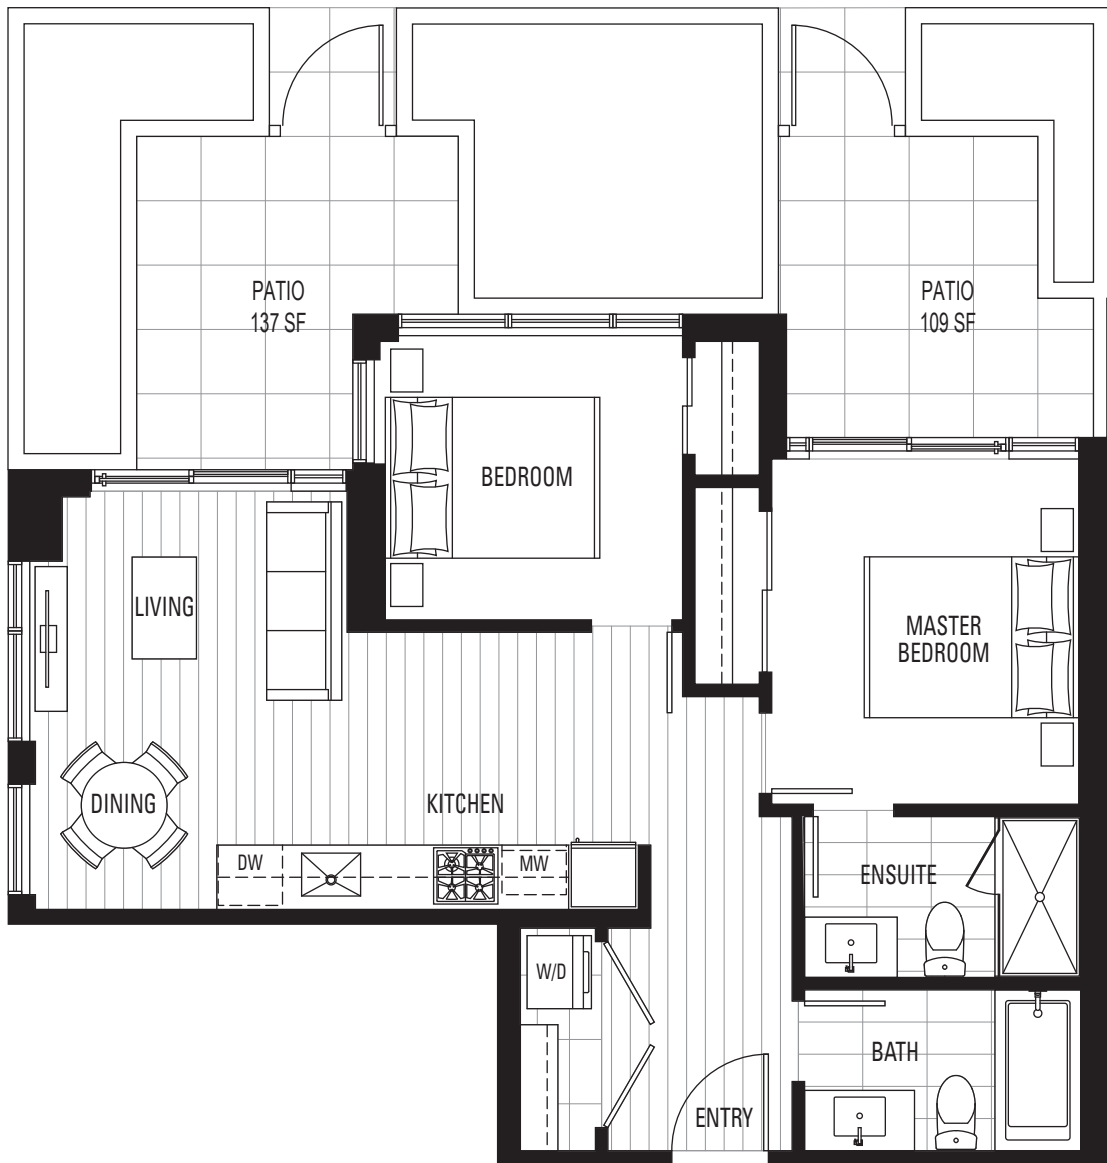 PATIO
137 SF
PATIO
109 SF
BEDROOM
LIVING
MASTER
BEDROOM
DINING
KITCHEN
DW
MW
ENSUITE
W/D
BATH
ENTRY